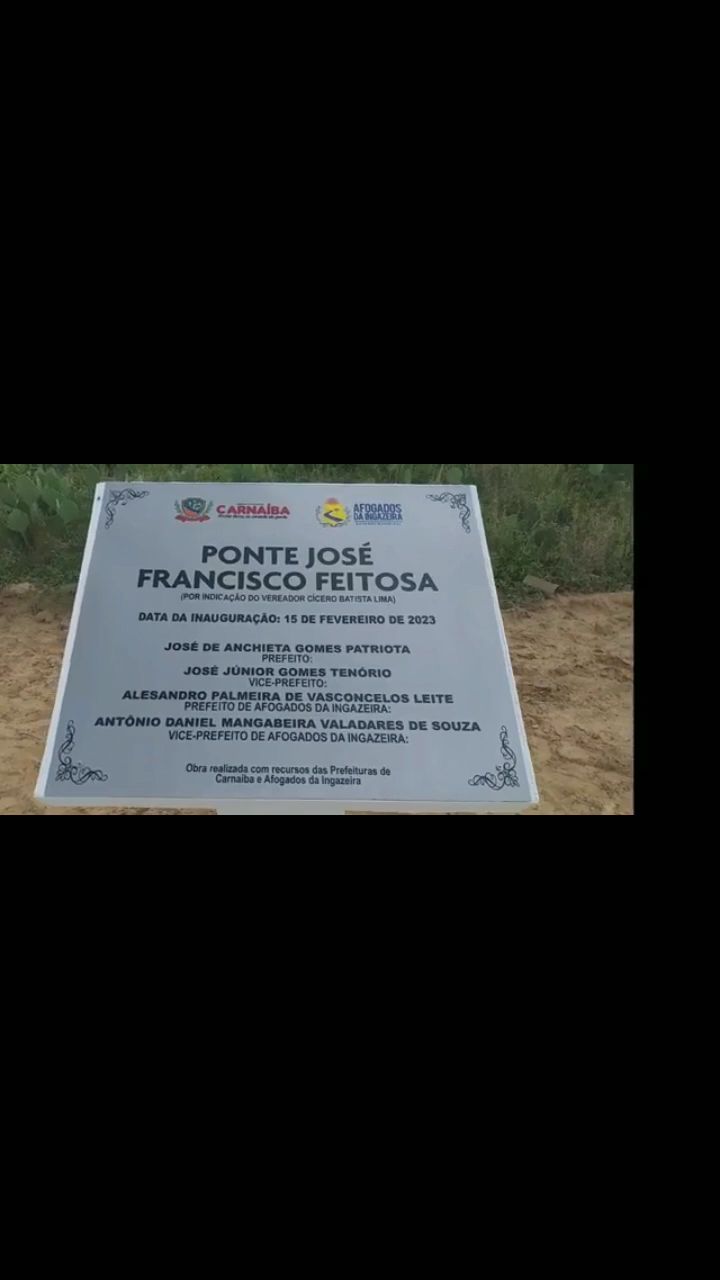 CARNAÍBA
AFOGADOS
DA INGAZEIRA
PONTE JOSÉ
FRANCISCO FEITOSA
(POR INDICAÇÃO DO VEREADOR CÍCERO BATISTA LIMA)
DATA DA INAUGURAÇÃO: 15 DE FEVEREIRO DE 2023
JOSÉ DE ANCHIETA GOMES PATRIOTA
PREFEITO:
JOSÉ JÚNIOR GOMES TENÓRIO
VICE-PREFEITO:
ALESANDRO PALMEIRA DE VASCONCELOS LEITE
PREFEITO DE AFOGADOS DA INGAZEIRA:
ANTÔNIO DANIEL MANGABEIRA VALADARES DE SOUZA
VICE-PREFEITO DE AFOGADOS DA INGAZEIRA:
Obra realizada com recursos das Prefeituras de
Carnaíba e Afogados da Ingazeira